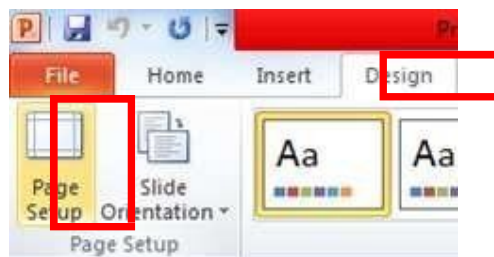 P
File Home Insert Design
Aa Aa
Page Slide
Setup Orientation
Page Setup